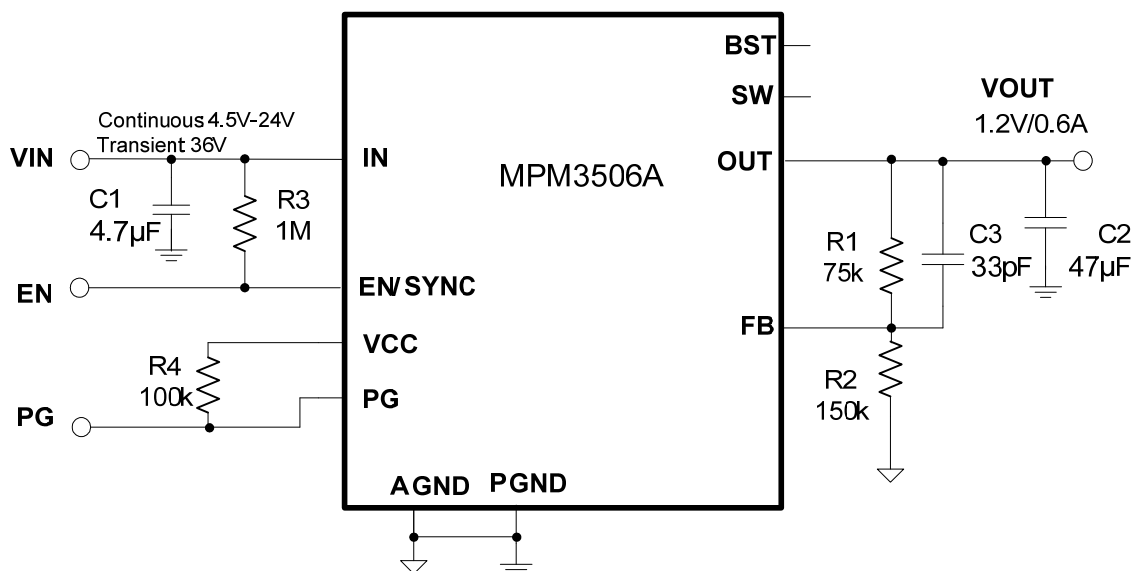 BST
SW
VOUT
1.2V/0.6A
Continuous 4.5V-24V
Transient 36V
VIN
IN
MPM3506A
OUT
C1
4.7µF
R3
1M
R1
75k
C3
33pF
C2
47µF
EN
EN/SYNC
FB
VCC
R4
100k
PG
PG
R2
150k
AGND
PGND